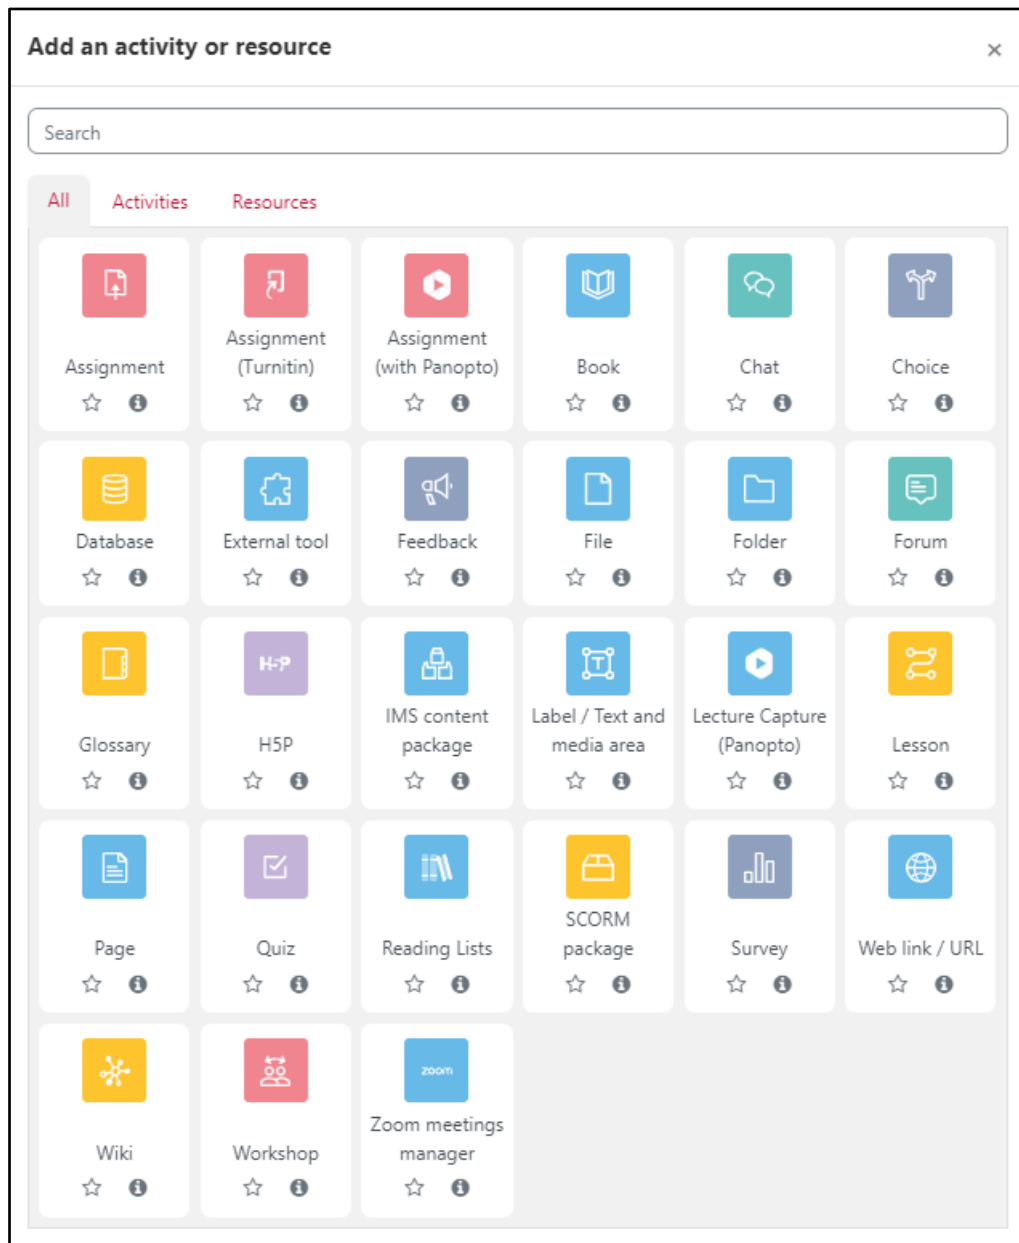 Add an activity or resource
×
Search
All Activities Resources
Assignment
Assignment
(Turnitin)
Assignment
(with Panopto)
Book
Chat
Choice
Database
External tool
Feedback
File
Folder
Forum
Glossary
H5P
H5P
IMS content
package
T
Label / Text and
media area
Lecture Capture
(Panopto)
Lesson
Page
Quiz
Reading Lists
SCORM
package
Survey
Web link / URL
Wiki
Workshop
zoom
Zoom meetings
manager